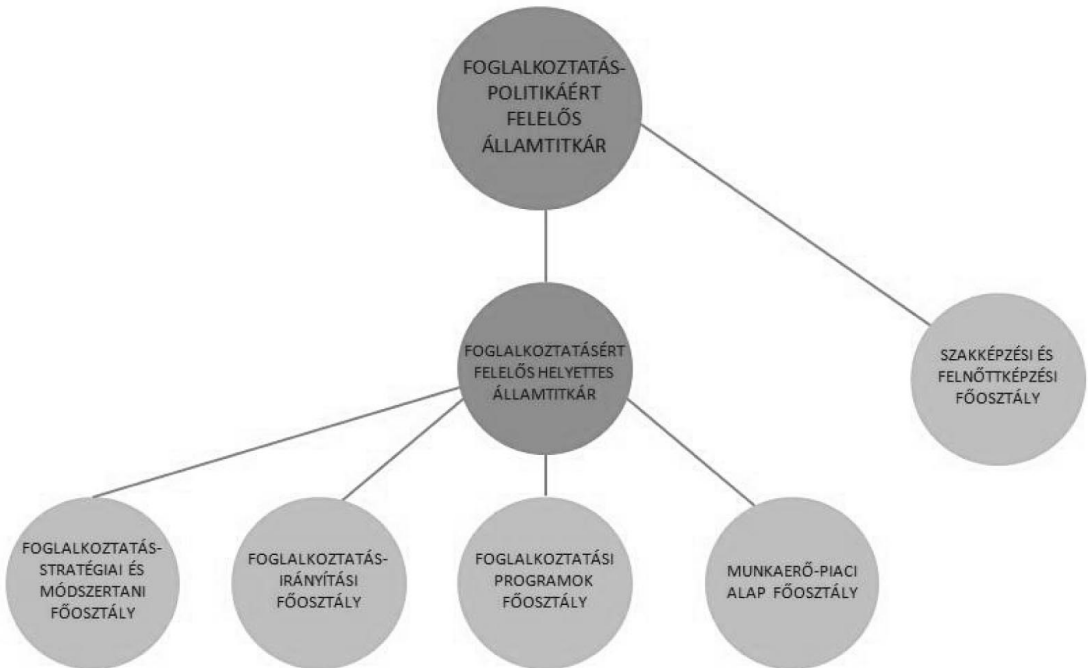 FOGLALKOZTATÁS-
POLITIKÁÉRT
FELELŐS
ÁLLAMTITKÁR
FOGLALKOZTATÁSÉRT
FELELŐS HELYETTES
ÁLLAMTITKÁR
SZAKKÉPZÉSI ÉS
FELNŐTTKÉPZÉSI
FŐOSZTÁLY
FOGLALKOZTATÁS-
STRATÉGIAI ÉS
MÓDSZERTANI
FŐOSZTÁLY
FOGLALKOZTATÁS-
IRÁNYÍTÁSI
FŐOSZTÁLY
FOGLALKOZTATÁSI
PROGRAMOK
FŐOSZTÁLY
MUNKAERŐ-PIACI
ALAP FŐOSZTÁLY